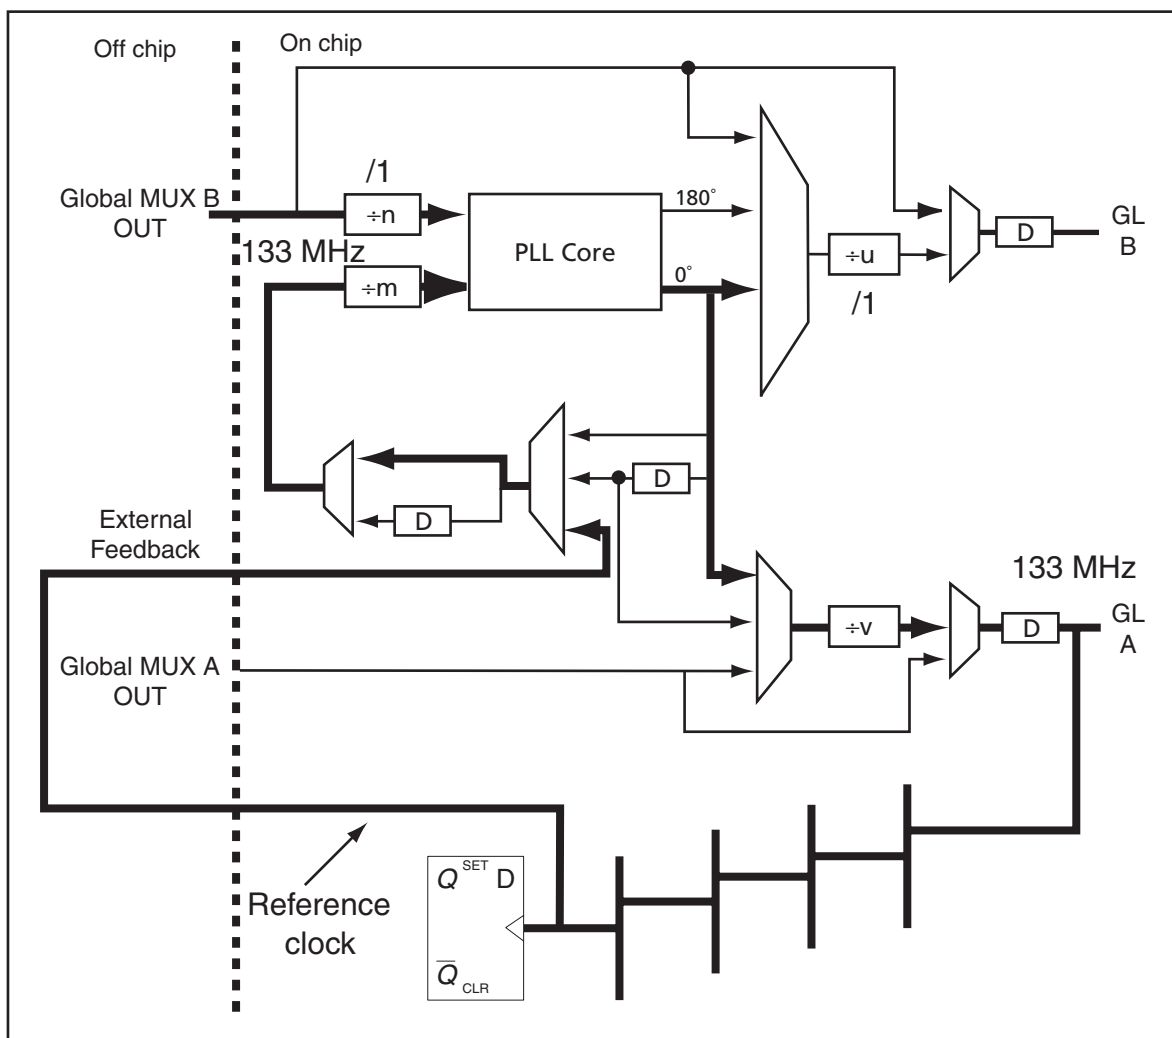 Off chip
On chip
/1
Global MUX B
OUT
÷n
180°
PLL Core
÷u
D
GL
B
133 MHz
÷m
0°
/1
D
D
External
Feedback
133 MHz
÷v
D
GL
A
Global MUX A
OUT
Reference
clock
Q SET D
Q̅ CLR